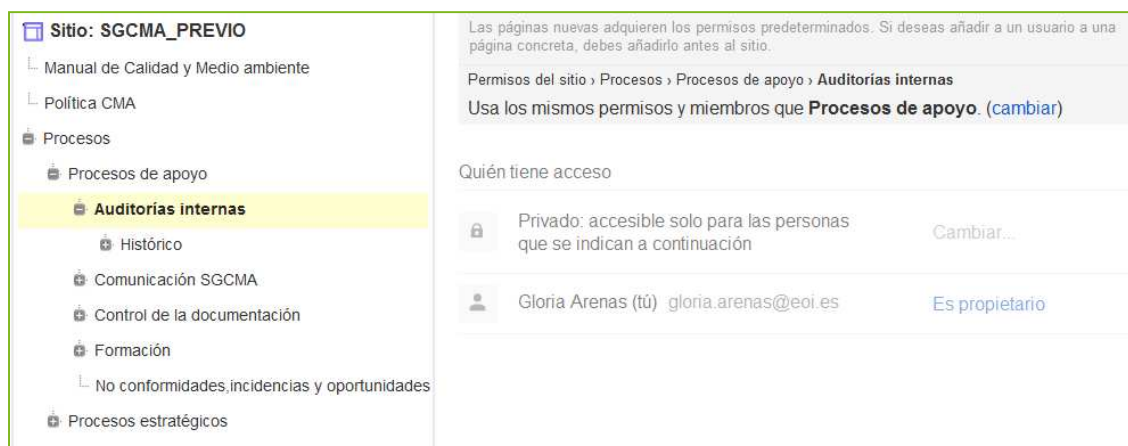 Sitio: SGCMA_PREVIO
Manual de Calidad y Medio ambiente
Política CMA
Procesos
Procesos de apoyo
Auditorías internas
Histórico
Comunicación SGCMA
Control de la documentación
Formación
No conformidades,incidencias y oportunidades
Procesos estratégicos
Las páginas nuevas adquieren los permisos predeterminados. Si deseas añadir a un usuario a una
página concreta, debes añadirlo antes al sitio.
Permisos del sitio › Procesos › Procesos de apoyo › Auditorías internas
Usa los mismos permisos y miembros que Procesos de apoyo. (cambiar)
Quién tiene acceso
Privado: accesible solo para las personas
que se indican a continuación
Cambiar...
Gloria Arenas (tú) gloria.arenas@eoi.es
Es propietario